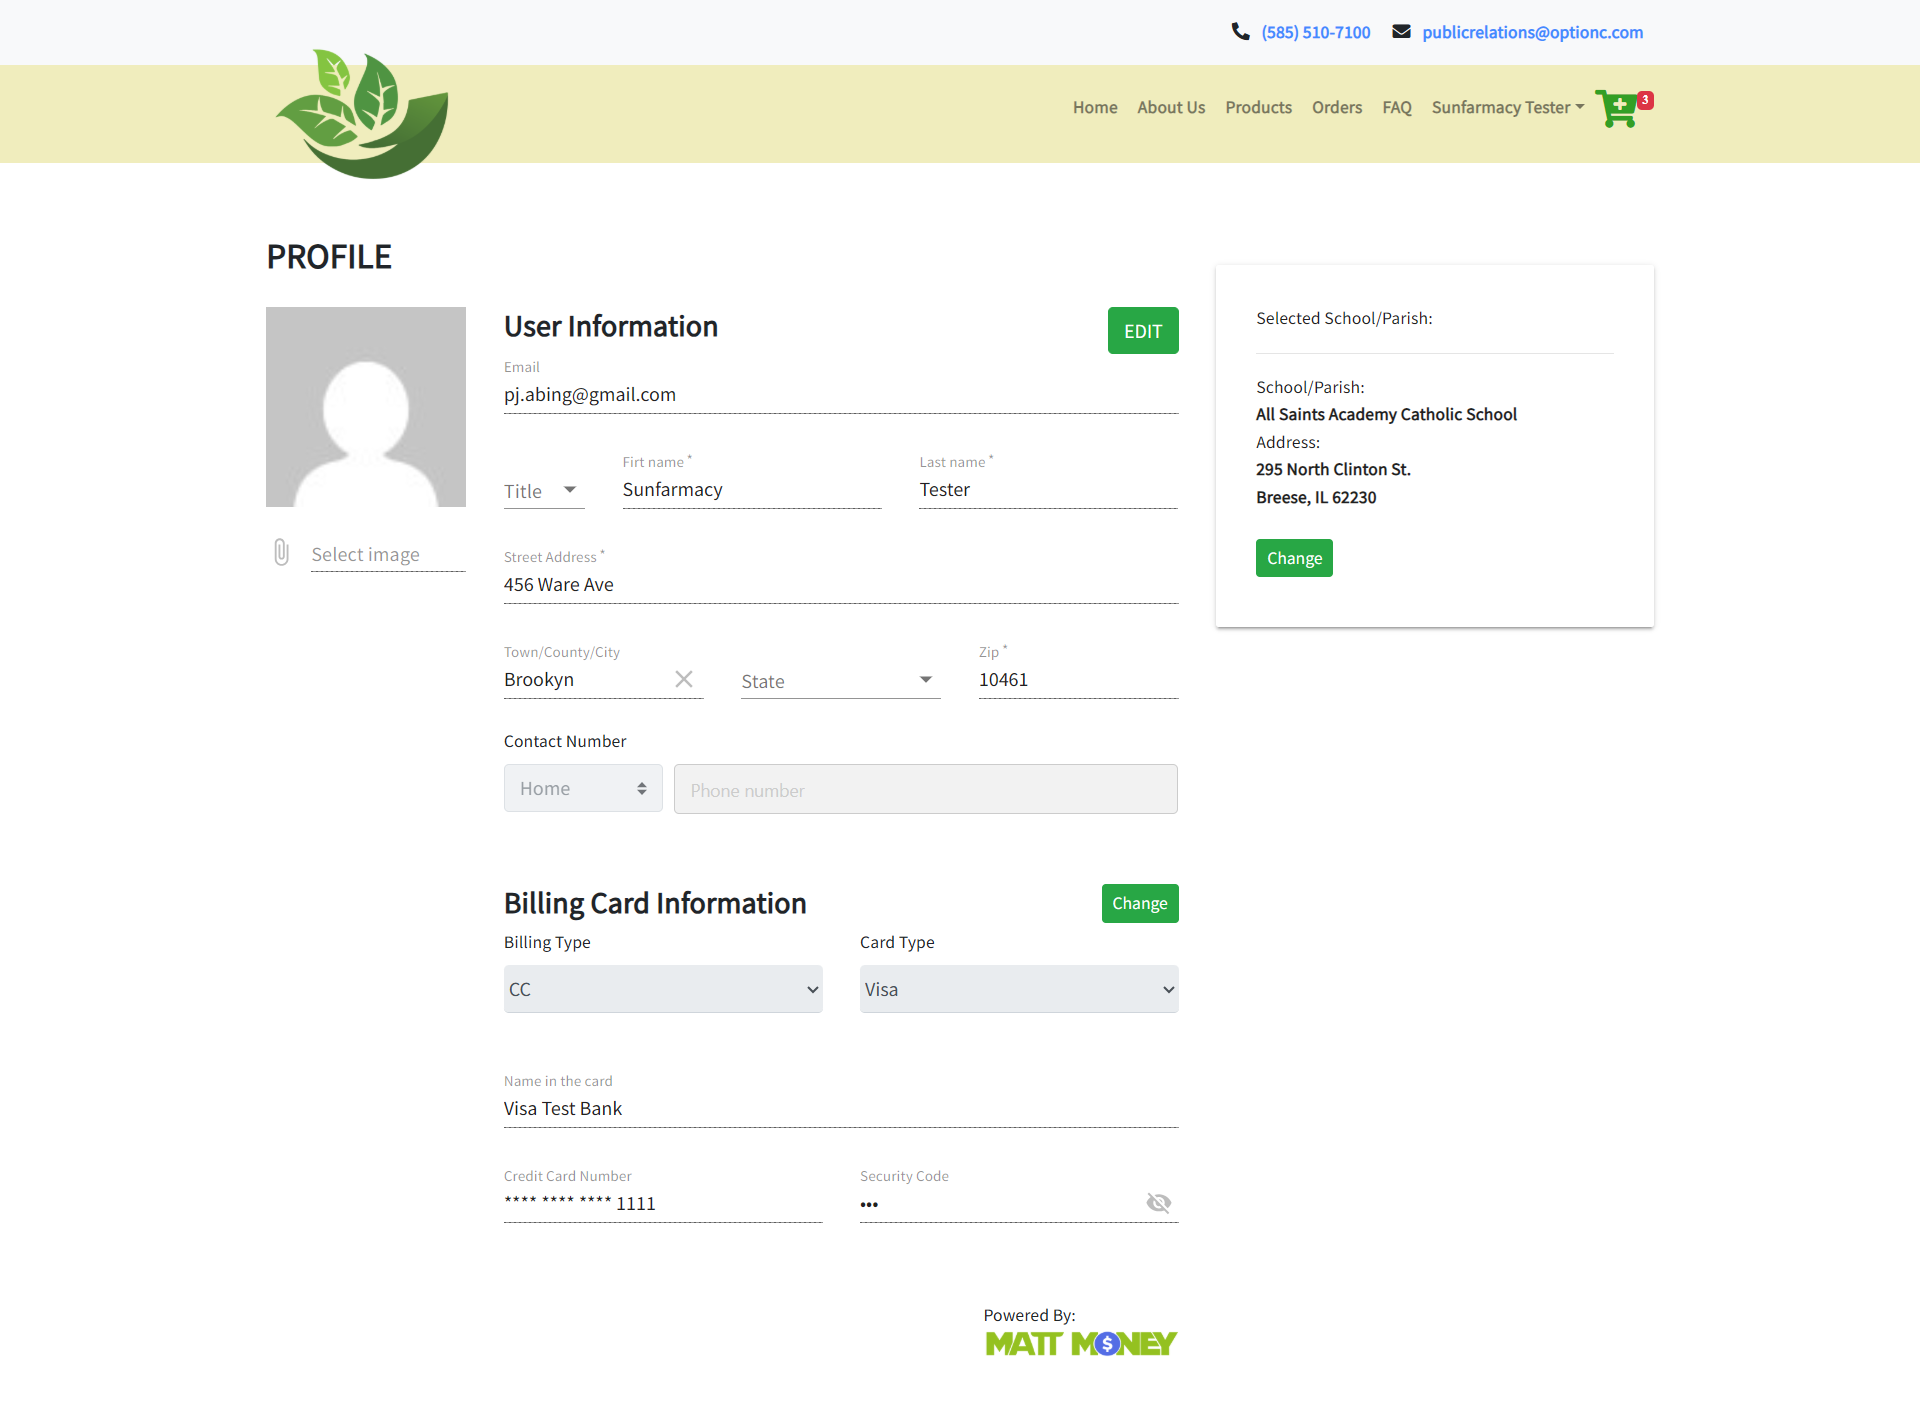 (585) 510-7100 publicrelations@optionc.com
Home About Us Products Orders FAQ Sunfarmacy Tester 3
PROFILE
User Information EDIT
Email
pj.abing@gmail.com
Title
Firt name *
Sunfarmacy
Last name *
Tester
Select image
Street Address *
456 Ware Ave
Town/County/City
Brookyn
State
Zip *
10461
Contact Number
Home Phone number
Selected School/Parish:
School/Parish:
All Saints Academy Catholic School
Address:
295 North Clinton St.
Breese, IL 62230
Change
Billing Card Information Change
Billing Type
CC
Card Type
Visa
Name in the card
Visa Test Bank
Credit Card Number
**** **** **** 1111
Security Code
•••
Powered By:
MATT MONEY